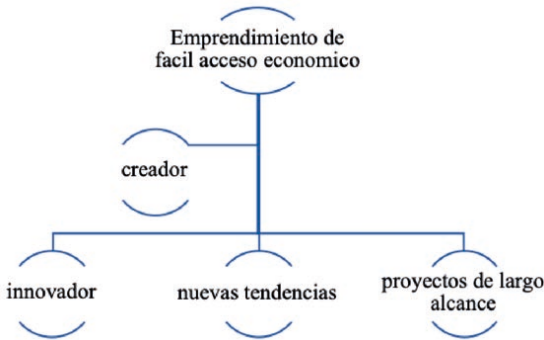 Emprendimiento de
facil acceso economico
creador
innovador
nuevas tendencias
proyectos de largo
alcance